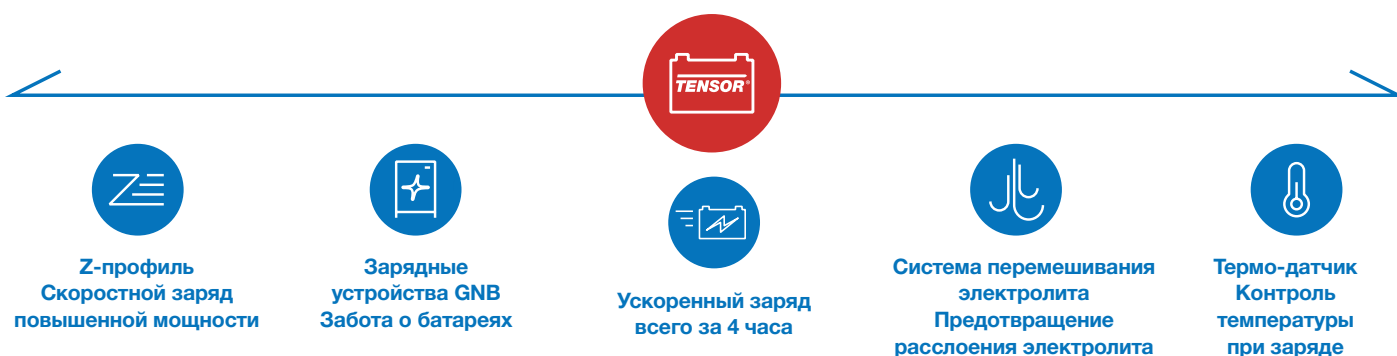 TENSOR®
Z-профиль
Скоростной заряд
повышенной мощности
Зарядные
устройства GNB
Забота о батареях
Ускоренный заряд
всего за 4 часа
Система перемешивания
электролита
Предотвращение
расслоения электролита
Термо-датчик
Контроль
температуры
при заряде